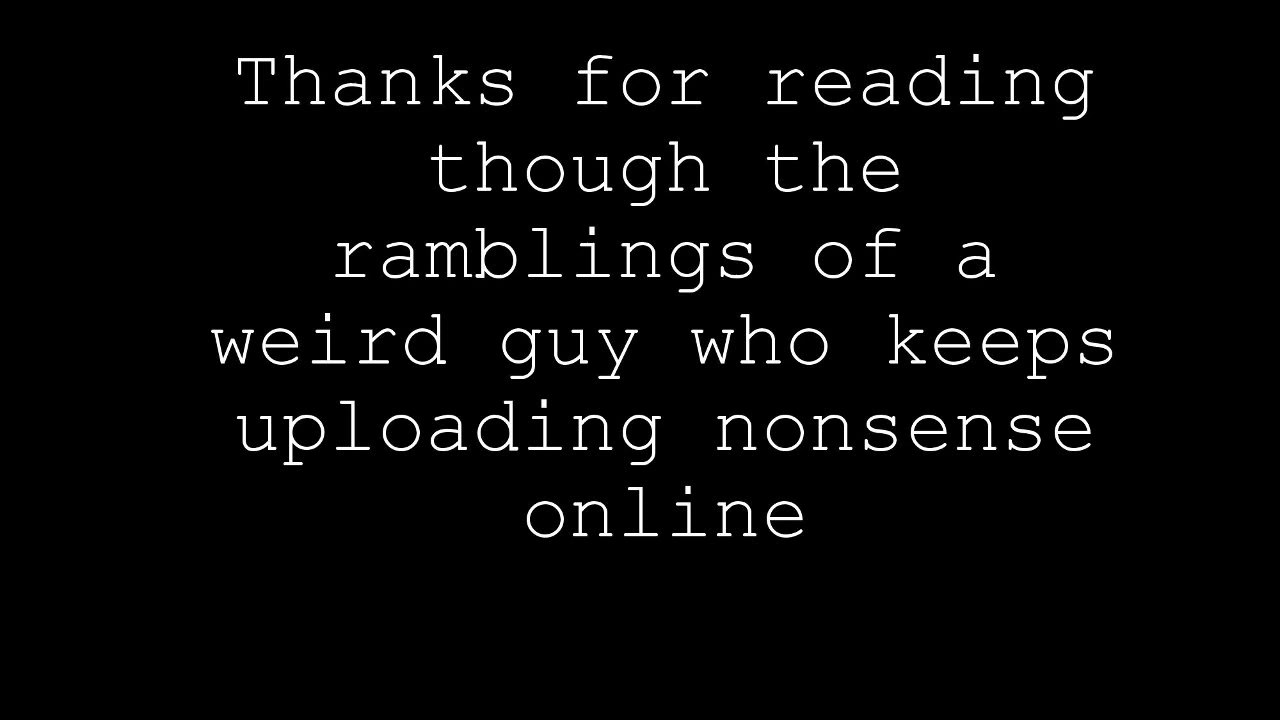 Thanks for reading
though the
ramblings of a
weird guy who keeps
uploading nonsense
online